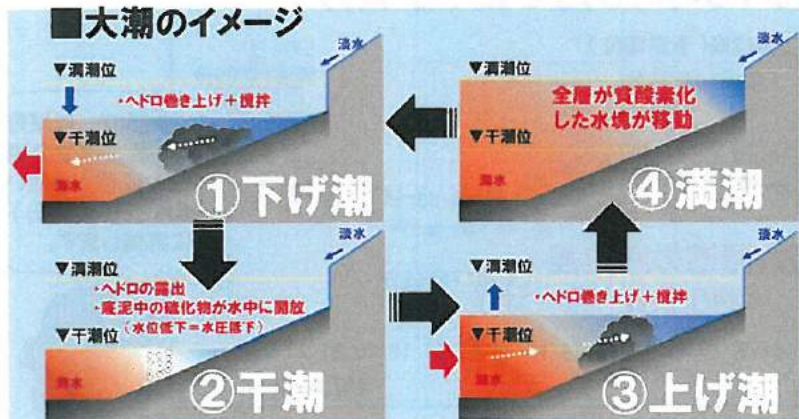 ■大潮のイメージ
淡水
▼満潮位
・ヘドロ巻き上げ+撹拌
▼干潮位
海水
①下げ潮
淡水
▼満潮位
・ヘドロの露出
・底泥中の硫化物が水中に開放
(水位低下=水圧低下)
▼干潮位
海水
②干潮
淡水
▼満潮位
・ヘドロ巻き上げ+撹拌
▼干潮位
海水
③上げ潮
淡水
▼満潮位
全層が貧酸素化
した水塊が移動
▼干潮位
海水
④満潮